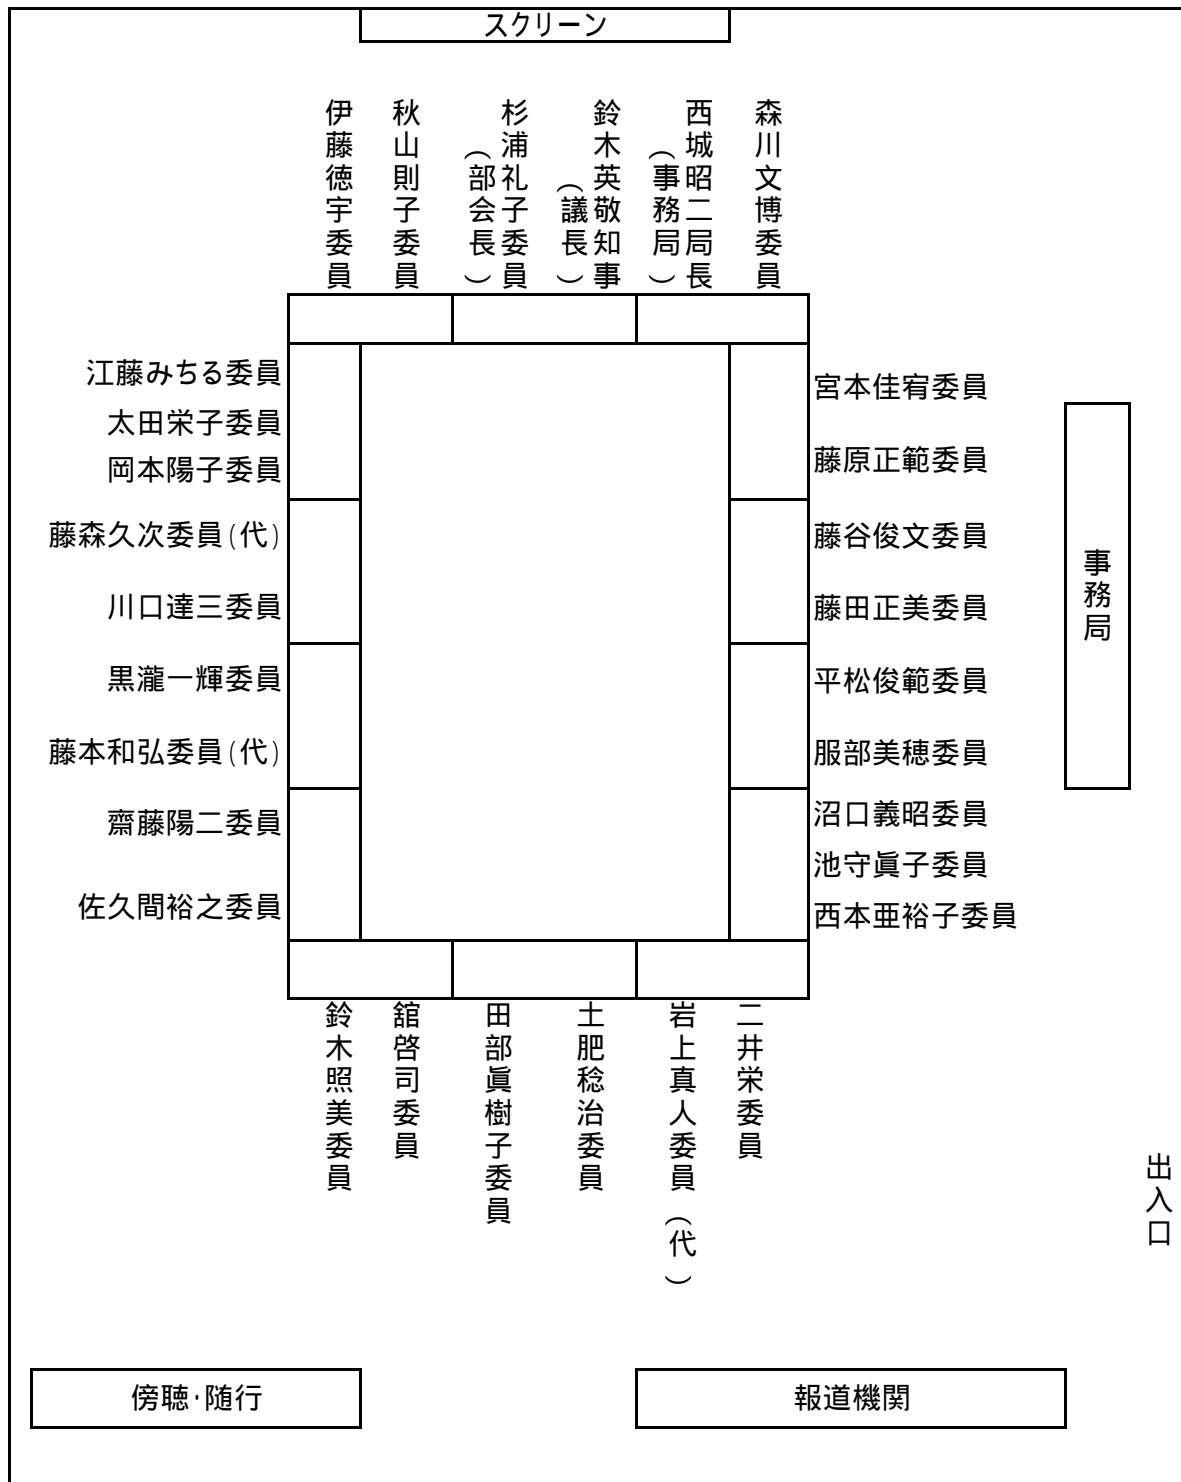 スクリーン
伊藤徳宇委員
秋山則子委員
杉浦礼子委員
(部会長)
鈴木英敬知事
(議長)
西城昭二局長
(事務局)
森川文博委員
江藤みちる委員
太田栄子委員
岡本陽子委員
藤森久次委員(代)
川口達三委員
黒瀧一輝委員
藤本和弘委員(代)
齋藤陽二委員
佐久間裕之委員
宮本佳宥委員
藤原正範委員
藤谷俊文委員
藤田正美委員
平松俊範委員
服部美穂委員
沼口義昭委員
池守眞子委員
西本亜裕子委員
事務局
鈴木照美委員
舘啓司委員
田部眞樹子委員
土肥稔治委員
岩上真人委員(代)
二井栄委員
出入口
傍聴・随行
報道機関